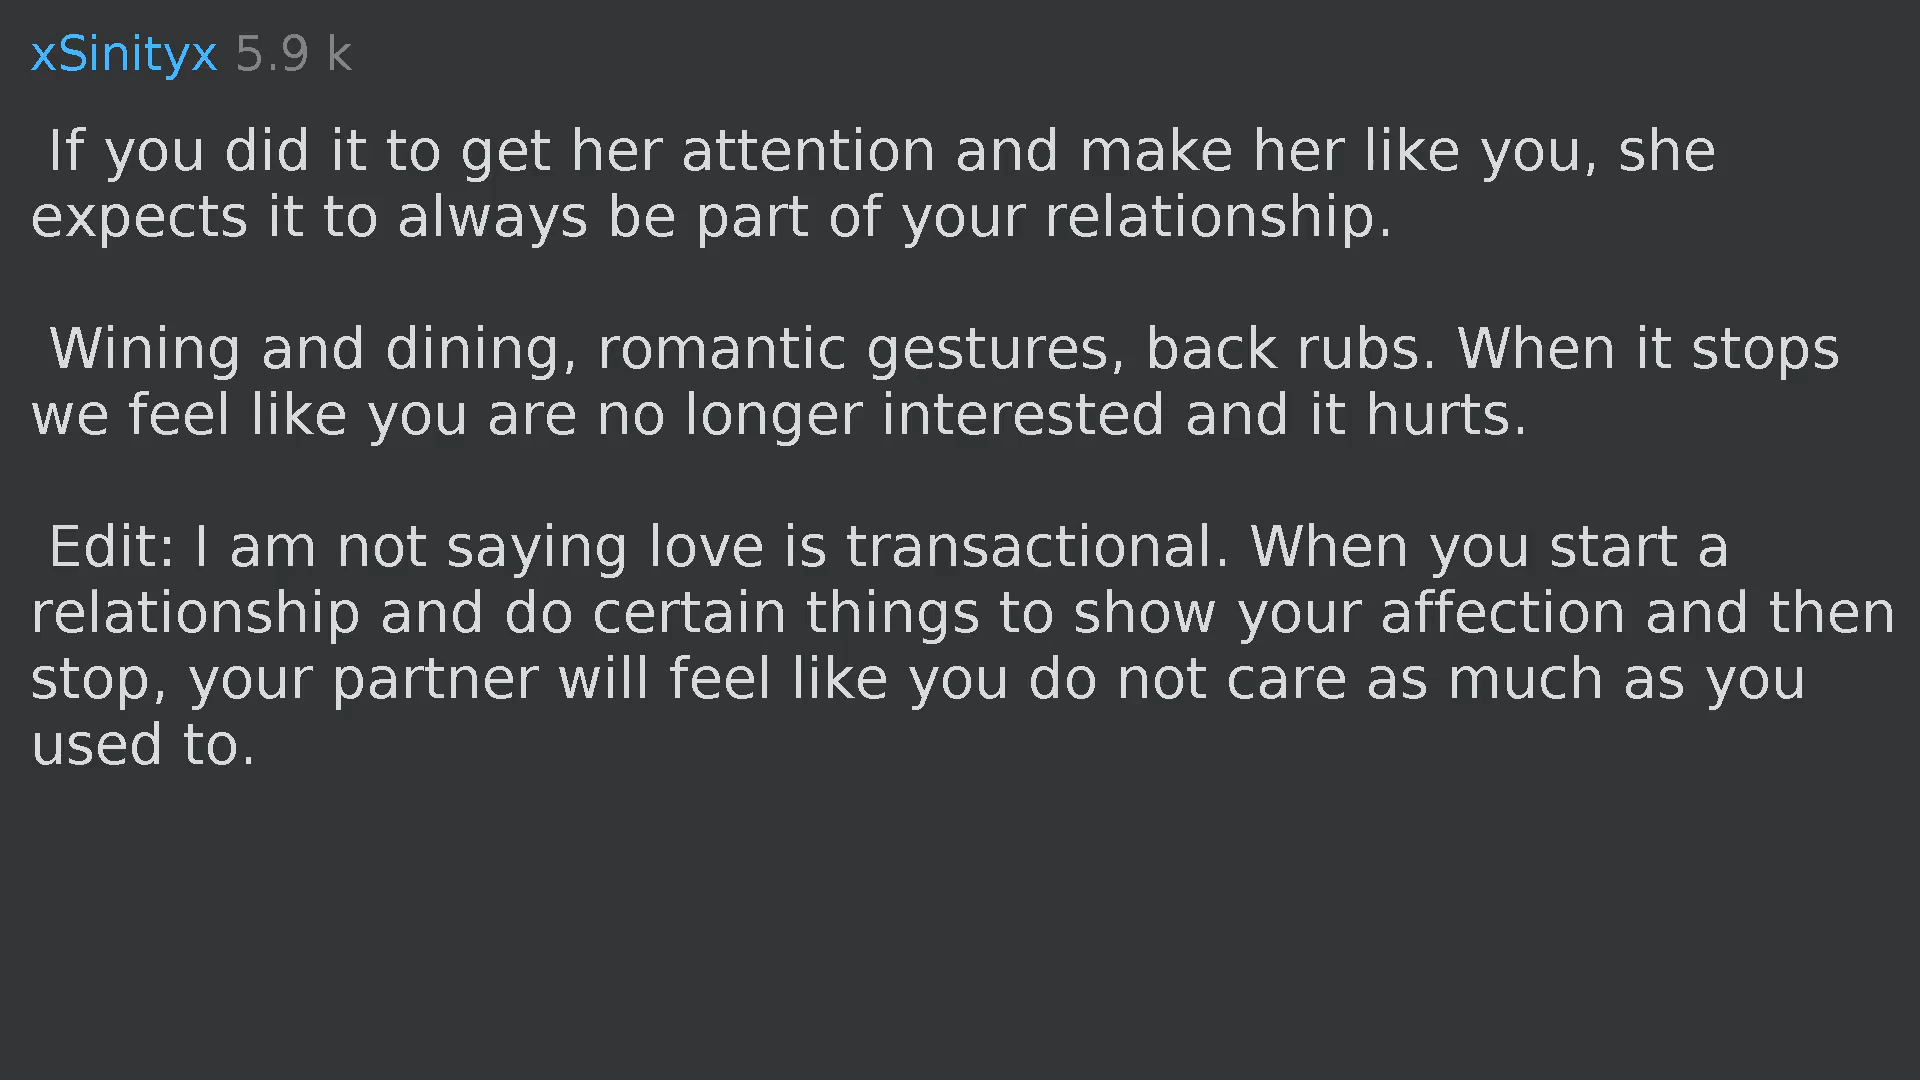 xSinityx 5.9 k
If you did it to get her attention and make her like you, she
expects it to always be part of your relationship.
Wining and dining, romantic gestures, back rubs. When it stops
we feel like you are no longer interested and it hurts.
Edit: I am not saying love is transactional. When you start a
relationship and do certain things to show your affection and then
stop, your partner will feel like you do not care as much as you
used to.